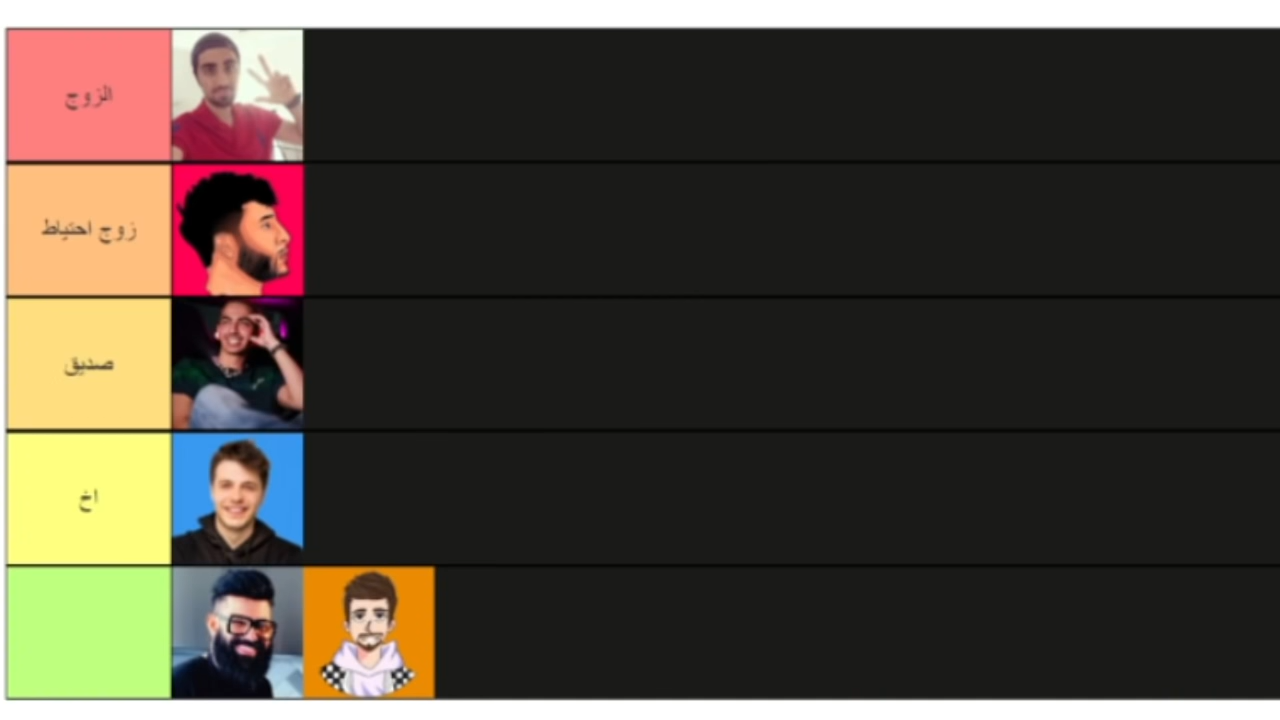 الزوج
زوج احتياط
صديق
اخ